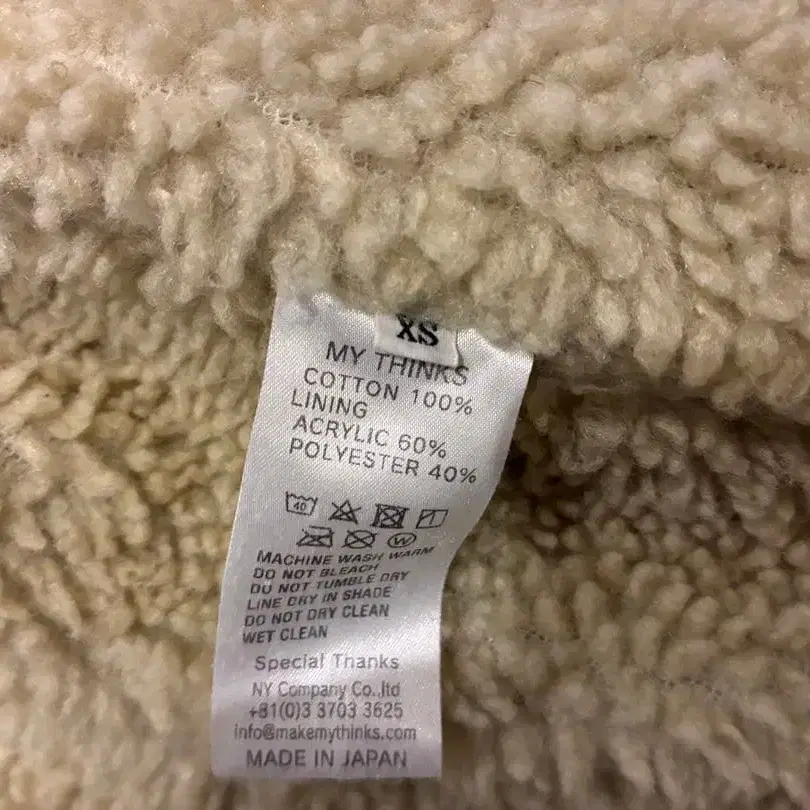 XS
MY THINKS
COTTON 100%
LINING
ACRYLIC 60%
POLYESTER 40%
40
W
MACHINE WASH WARM
DO NOT BLEACH
DO NOT TUMBLE DRY
LINE DRY IN SHADE
DO NOT DRY CLEAN
WET CLEAN
Special Thanks
NY Company Co.,ltd
+81(0)3 3703 3625
info@makemythinks.com
MADE IN JAPAN